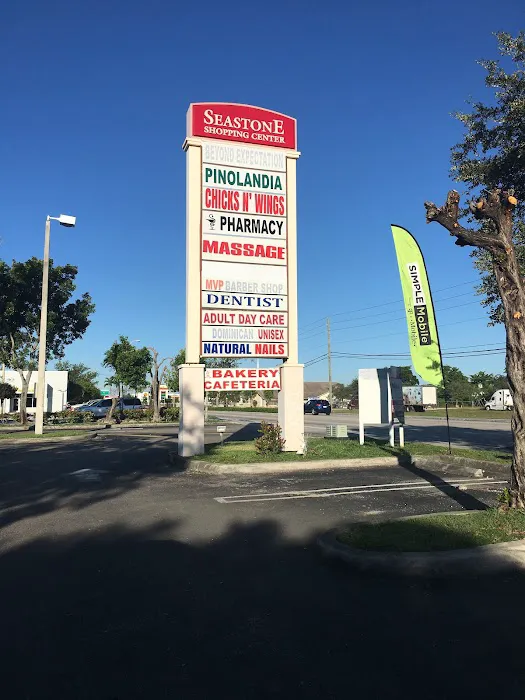 SEASTONE
SHOPPING CENTER
BEYOND EXPECTATION
PINOLANDIA
CHICKS N' WINGS
PHARMACY
MASSAGE
MVP BARBER SHOP
DENTIST
ADULT DAY CARE
DOMINICAN UNISEX
NATURAL NAILS
BAKERY
CAFETERIA
SIMPLE Mobile